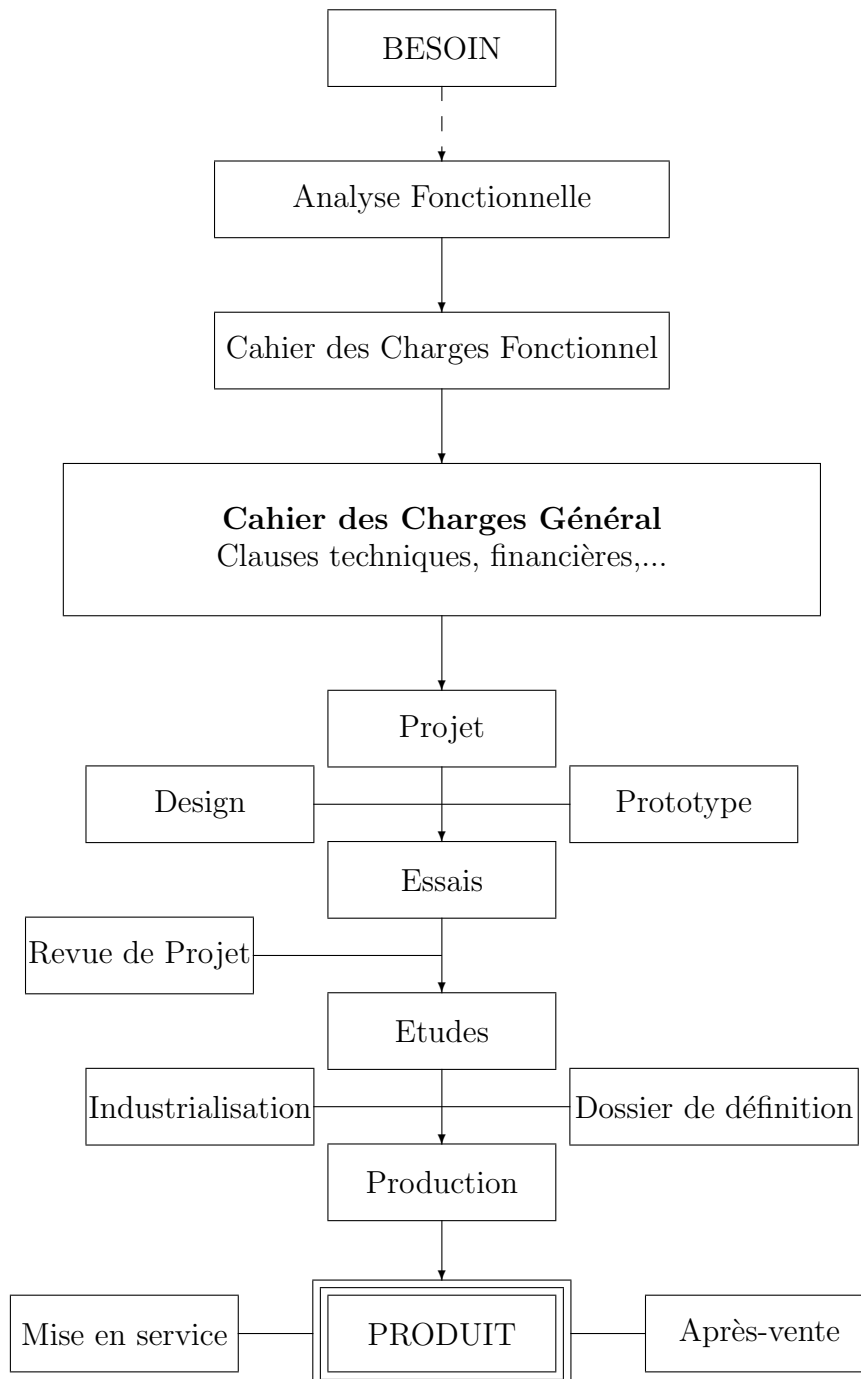 BESOIN
Analyse Fonctionnelle
Cahier des Charges Fonctionnel
Cahier des Charges Général
Clauses techniques, financières,...
Projet
Design
Prototype
Essais
Revue de Projet
Etudes
Industrialisation
Dossier de définition
Production
Mise en service
PRODUIT
Après-vente